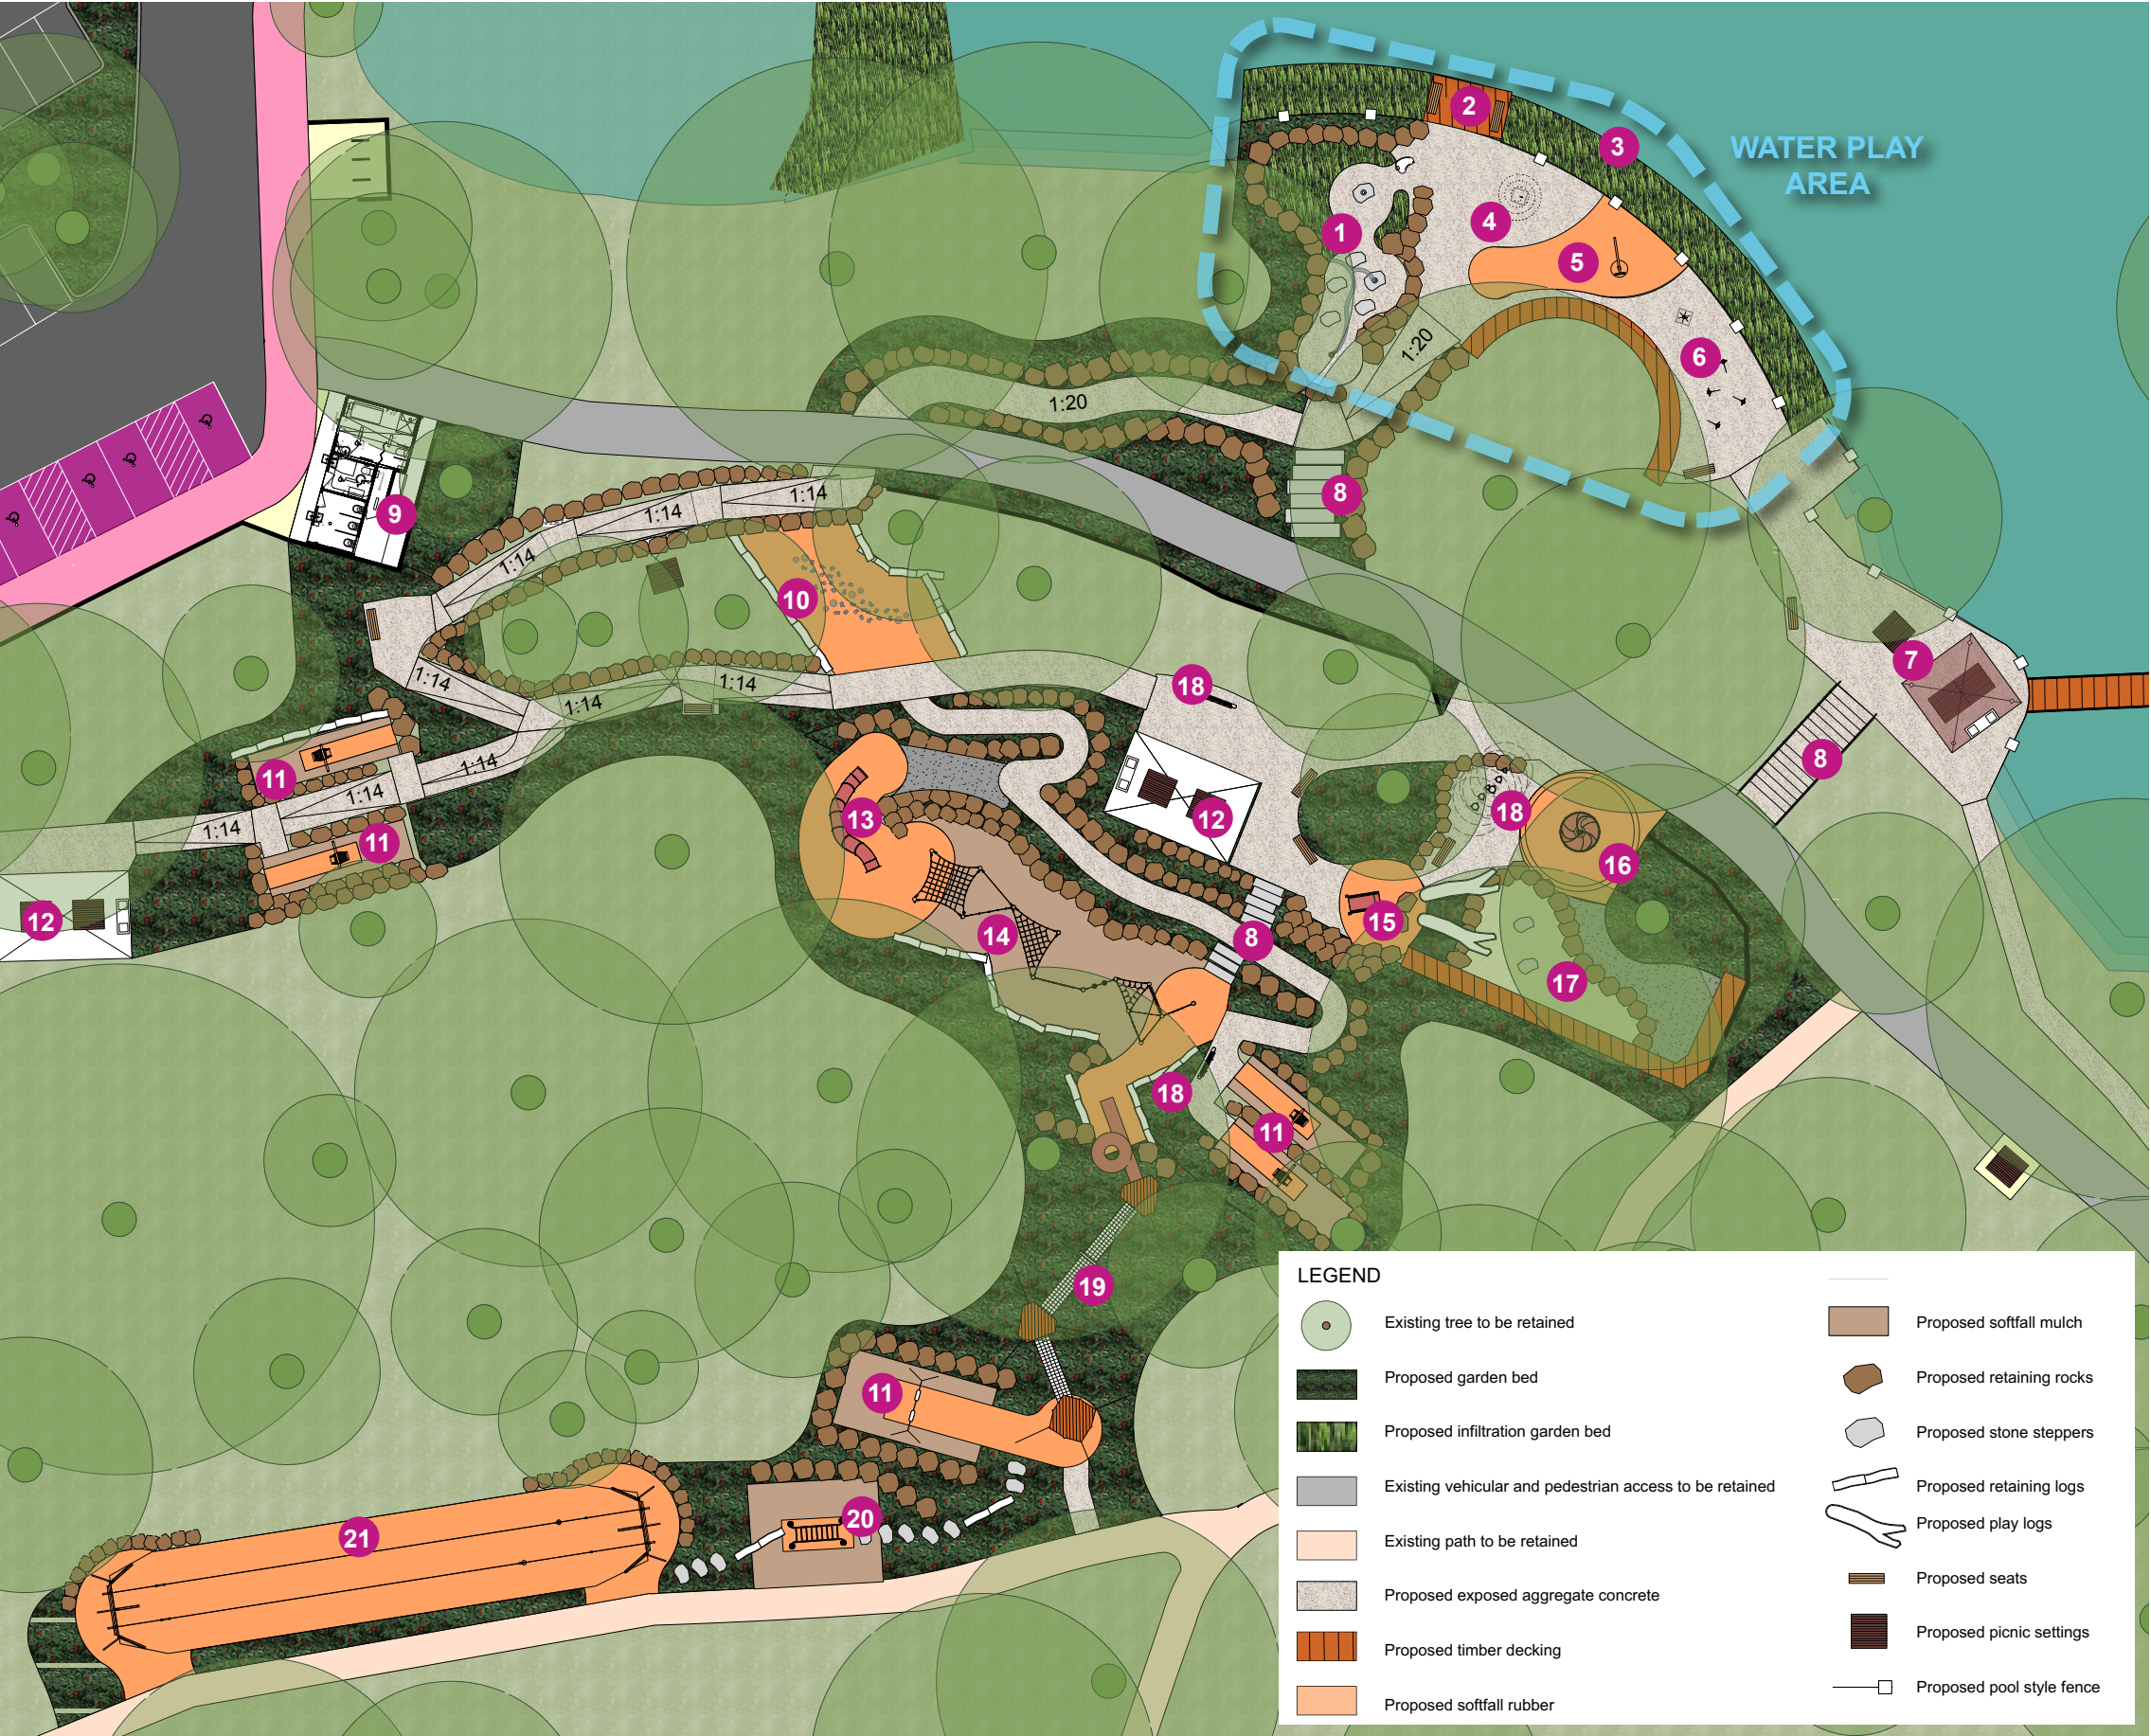 WATER PLAY
AREA
2
3
1
4
5
6
1:20
1:20
8
9
1:14
1:14
1:14
10
7
1:14
1:14
1:14
18
1:14
1:14
1:14
11
11
8
12
12
13
18
16
15
14
8
17
18
11
19
11
20
21
LEGEND
Existing tree to be retained
Proposed garden bed
Proposed infiltration garden bed
Existing vehicular and pedestrian access to be retained
Existing path to be retained
Proposed exposed aggregate concrete
Proposed timber decking
Proposed softfall rubber
Proposed softfall mulch
Proposed retaining rocks
Proposed stone steppers
Proposed retaining logs
Proposed play logs
Proposed seats
Proposed picnic settings
Proposed pool style fence